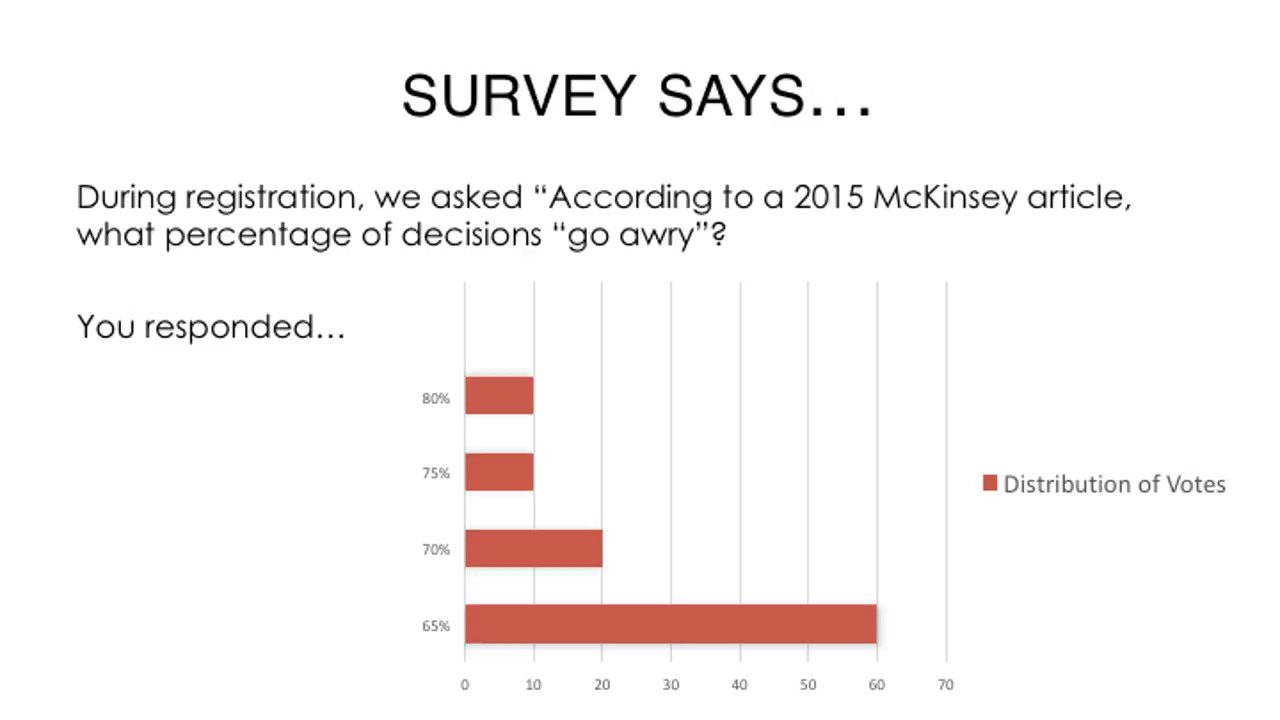 SURVEY SAYS...
During registration, we asked “According to a 2015 McKinsey article,
what percentage of decisions “go awry”?
You responded…
80%
75%
70%
65%
0 10 20 30 40 50 60 70
Distribution of Votes